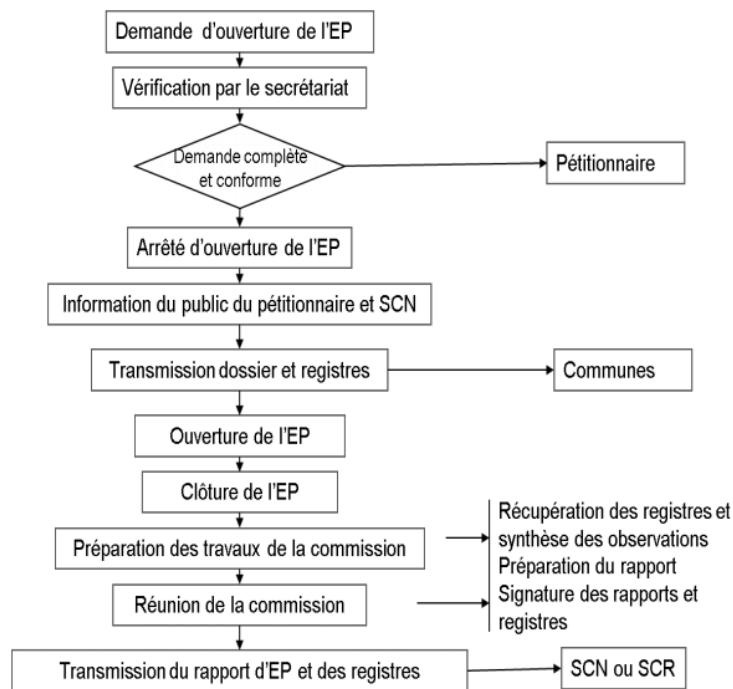 Demande d'ouverture de l'EP
Vérification par le secrétariat
Demande complète
et conforme
Pétitionnaire
Arrêté d'ouverture de l'EP
Information du public du pétitionnaire et SCN
Transmission dossier et registres
Communes
Ouverture de l'EP
Clôture de l'EP
Préparation des travaux de la commission
Récupération des registres et
synthèse des observations
Préparation du rapport
Signature des rapports et
registres
Réunion de la commission
Transmission du rapport d'EP et des registres
SCN ou SCR